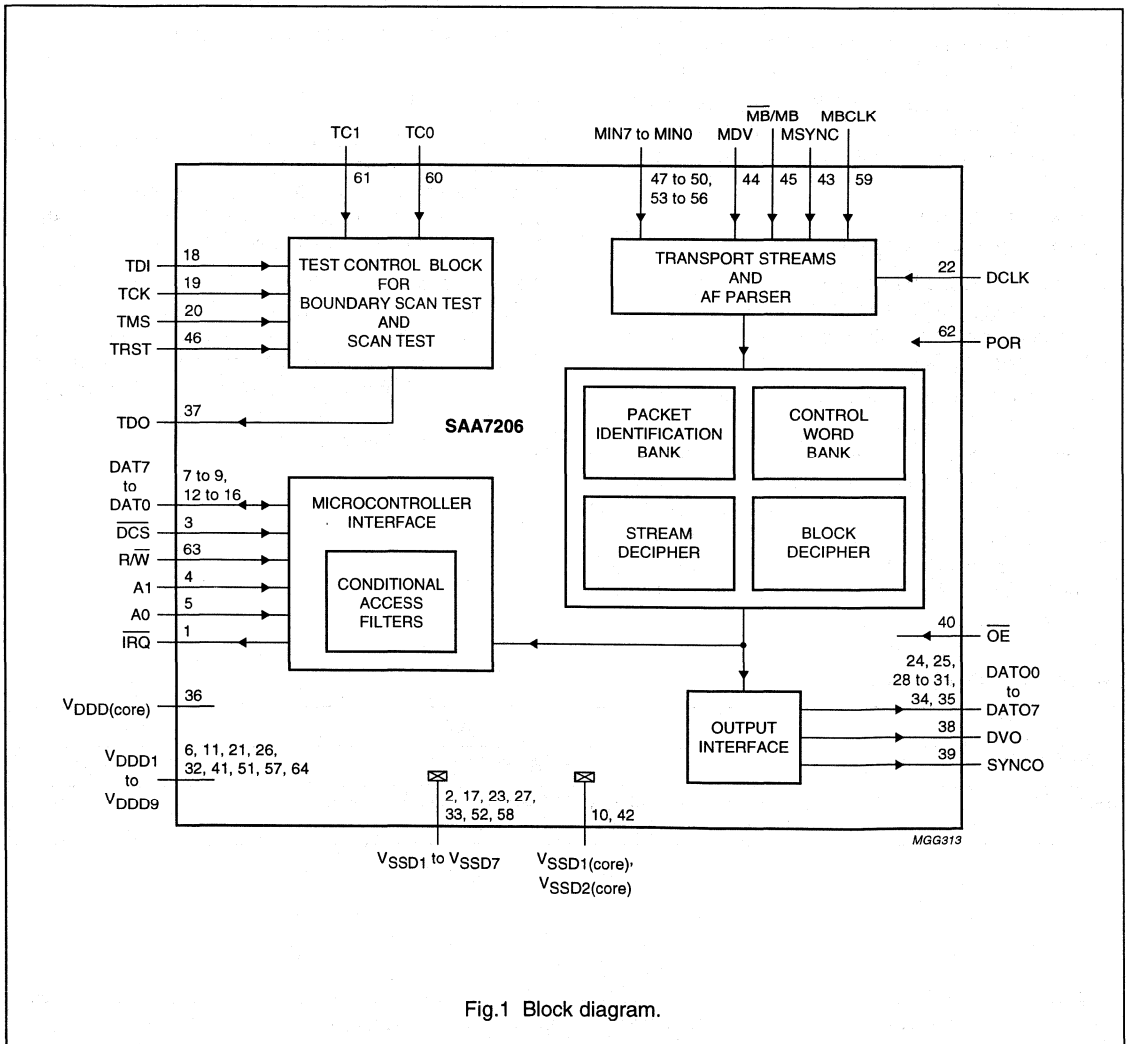 TC1
TC0
MIN7 to MIN0
MDV
M̅B̅/MB
MSYNC
MBCLK
61
60
47 to 50,
53 to 56
44
45
43
59
TDI
18
TCK
19
TMS
20
TRST
46
TEST CONTROL BLOCK
FOR
BOUNDARY SCAN TEST
AND
SCAN TEST
TRANSPORT STREAMS
AND
AF PARSER
22
DCLK
62
POR
TDO
37
SAA7206
PACKET
IDENTIFICATION
BANK
CONTROL
WORD
BANK
STREAM
DECIPHER
BLOCK
DECIPHER
DAT7
to
DAT0
7 to 9,
12 to 16
D̅C̅S̅
3
R/W̅
63
A1
4
A0
5
I̅R̅Q̅
1
MICROCONTROLLER
INTERFACE
CONDITIONAL
ACCESS
FILTERS
40
O̅E̅
24, 25,
28 to 31,
34, 35
DATO0
to
DATO7
38
DVO
39
SYNCO
OUTPUT
INTERFACE
VDDD(core)
36
VDDD1
to
VDDD9
6, 11, 21, 26,
32, 41, 51, 57, 64
2, 17, 23, 27,
33, 52, 58
10, 42
VSSD1 to VSSD7
VSSD1(core),
VSSD2(core)
MGG313
Fig.1 Block diagram.